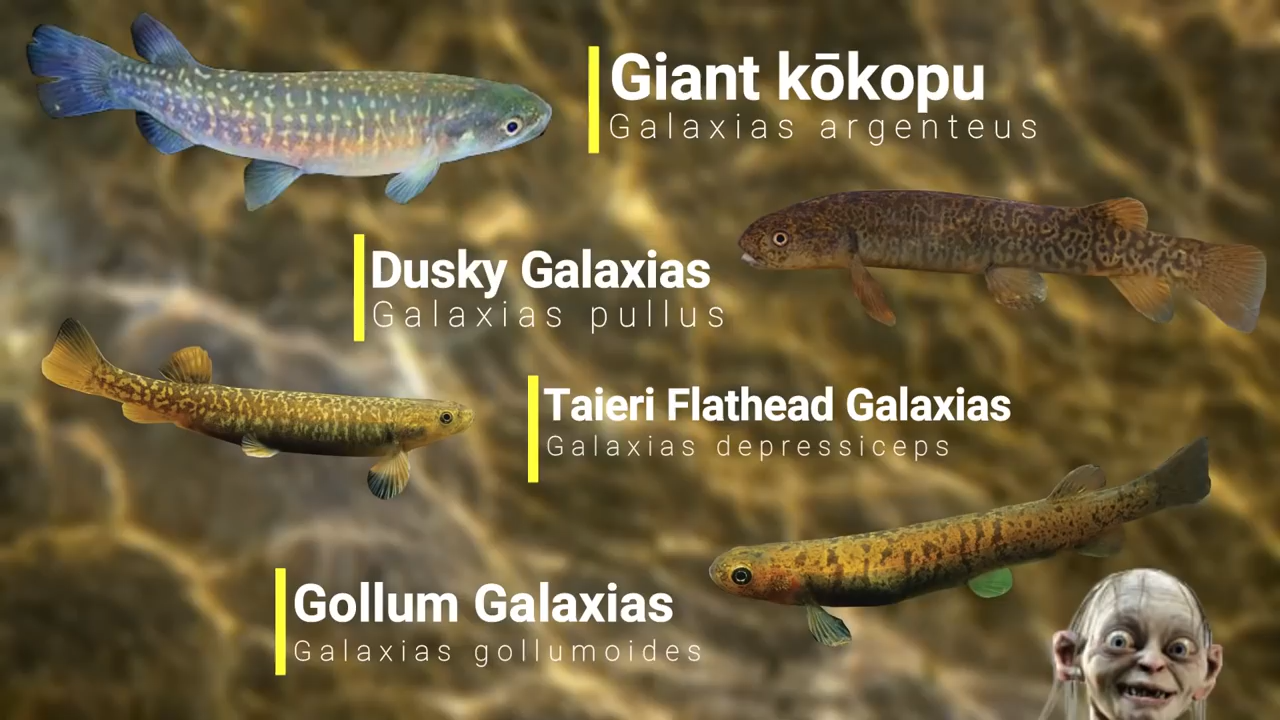 Giant kōkopu
Galaxias argenteus
Dusky Galaxias
Galaxias pullus
Taieri Flathead Galaxias
Galaxias depressiceps
Gollum Galaxias
Galaxias gollumoides